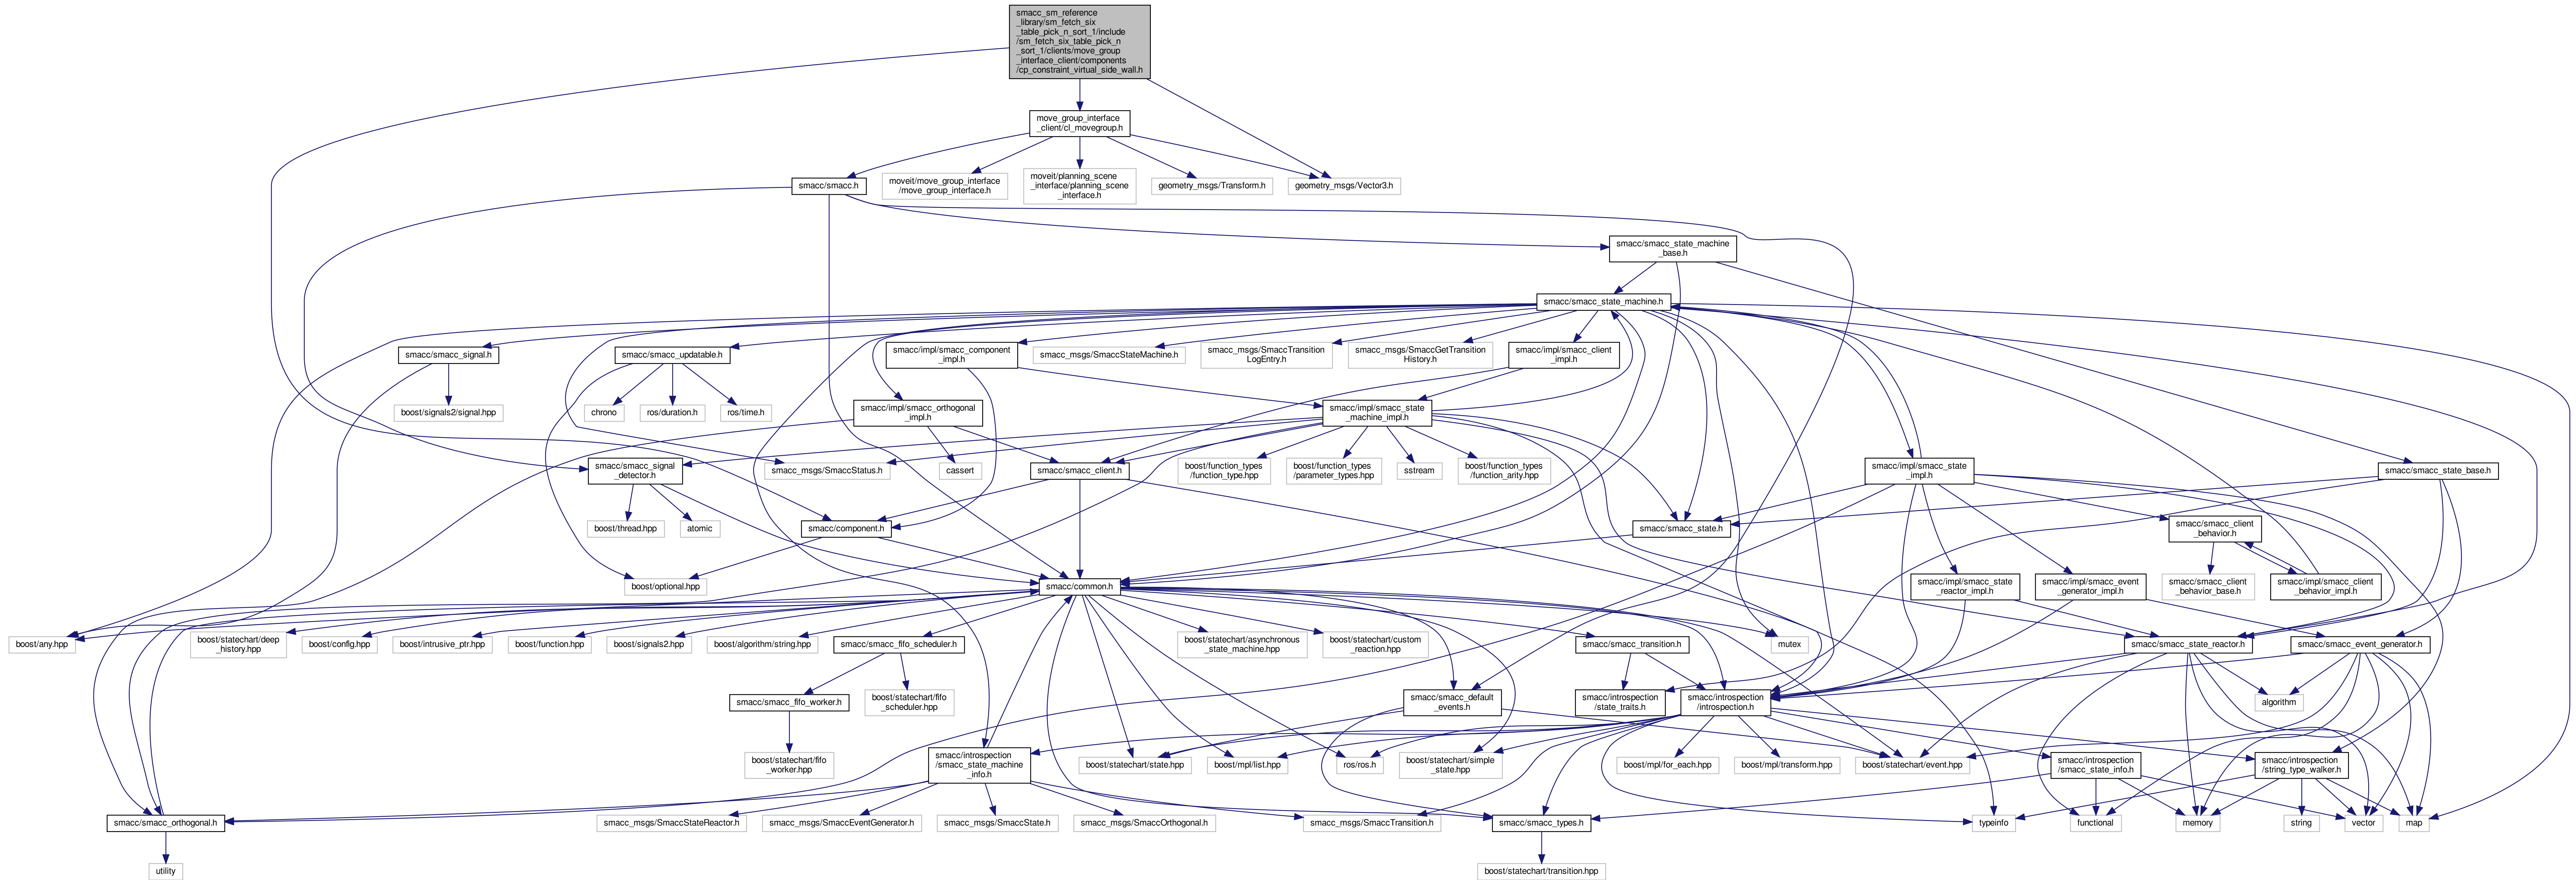 smacc_sm_reference
_library/sm_fetch_six
_table_pick_n_sort_1/include
/sm_fetch_six_table_pick_n
_sort_1/clients/move_group
_interface_client/components
/cp_constraint_virtual_side_wall.h
move_group_interface
_client/cl_movegroup.h
smacc/smacc.h
moveit/move_group_interface
/move_group_interface.h
moveit/planning_scene
_interface/planning_scene
_interface.h
geometry_msgs/Transform.h
geometry_msgs/Vector3.h
smacc/smacc_state_machine
_base.h
smacc/smacc_state_machine.h
smacc/smacc_signal.h
smacc/smacc_updatable.h
smacc/impl/smacc_component
_impl.h
smacc_msgs/SmaccStateMachine.h
smacc_msgs/SmaccTransition
LogEntry.h
smacc_msgs/SmaccGetTransition
History.h
smacc/impl/smacc_client
_impl.h
boost/signals2/signal.hpp
chrono
ros/duration.h
ros/time.h
smacc/impl/smacc_orthogonal
_impl.h
smacc/impl/smacc_state
_machine_impl.h
smacc/smacc_signal
_detector.h
smacc_msgs/SmaccStatus.h
cassert
smacc/smacc_client.h
boost/function_types
/function_type.hpp
boost/function_types
/parameter_types.hpp
sstream
boost/function_types
/function_arity.hpp
smacc/impl/smacc_state
_impl.h
smacc/smacc_state_base.h
boost/thread.hpp
atomic
smacc/component.h
smacc/smacc_state.h
smacc/smacc_client
_behavior.h
boost/optional.hpp
smacc/common.h
smacc/impl/smacc_state
_reactor_impl.h
smacc/impl/smacc_event
_generator_impl.h
smacc/smacc_client
_behavior_base.h
smacc/impl/smacc_client
_behavior_impl.h
boost/any.hpp
boost/statechart/deep
_history.hpp
boost/config.hpp
boost/intrusive_ptr.hpp
boost/function.hpp
boost/signals2.hpp
boost/algorithm/string.hpp
smacc/smacc_fifo_scheduler.h
boost/statechart/asynchronous
_state_machine.hpp
boost/statechart/custom
_reaction.hpp
smacc/smacc_transition.h
mutex
smacc/smacc_state_reactor.h
smacc/smacc_event_generator.h
smacc/smacc_fifo_worker.h
boost/statechart/fifo
_scheduler.hpp
smacc/smacc_default
_events.h
smacc/introspection
/state_traits.h
smacc/introspection
/introspection.h
algorithm
boost/statechart/fifo
_worker.hpp
smacc/introspection
/smacc_state_machine
_info.h
boost/statechart/state.hpp
boost/mpl/list.hpp
ros/ros.h
boost/statechart/simple
_state.hpp
boost/mpl/for_each.hpp
boost/mpl/transform.hpp
boost/statechart/event.hpp
smacc/introspection
/smacc_state_info.h
smacc/introspection
/string_type_walker.h
smacc/smacc_orthogonal.h
smacc_msgs/SmaccStateReactor.h
smacc_msgs/SmaccEventGenerator.h
smacc_msgs/SmaccState.h
smacc_msgs/SmaccOrthogonal.h
smacc_msgs/SmaccTransition.h
smacc/smacc_types.h
typeinfo
functional
memory
string
vector
map
utility
boost/statechart/transition.hpp